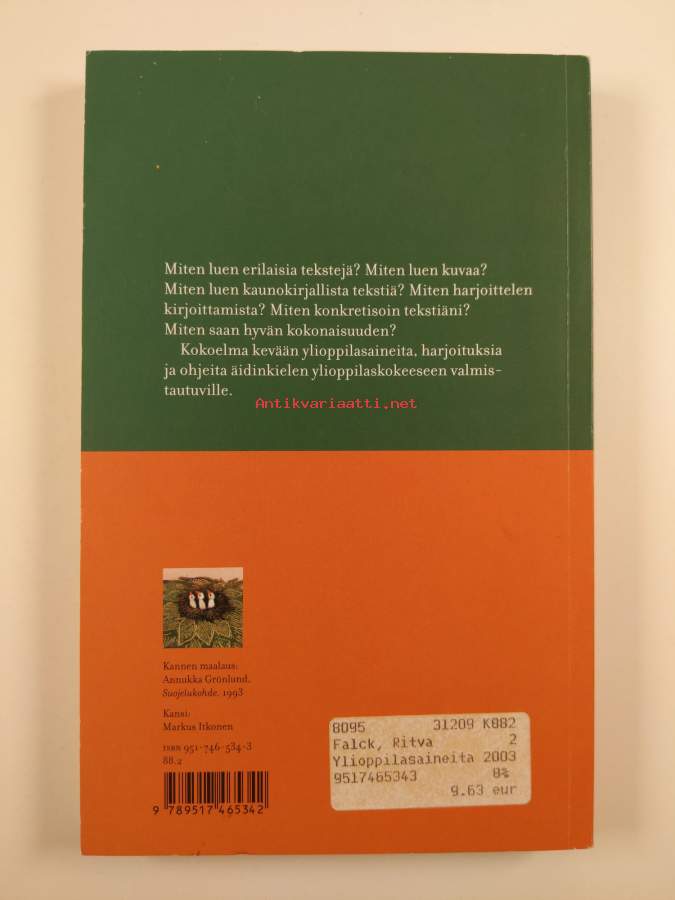 Miten luen erilaisia tekstejä? Miten luen kuvaa?
Miten luen kaunokirjallista tekstiä? Miten harjoittelen
kirjoittamista? Miten konkretisoin tekstiäni?
Miten saan hyvän kokonaisuuden?
Kokoelma kevään ylioppilasaineita, harjoituksia
ja ohjeita äidinkielen ylioppilaskokeeseen valmis-
tautuville.
Antikvariaatti.net
Kannen maalaus:
Annukka Grönlund,
Suojelukohde. 1993
Kansi:
Markus Itkonen
ISBN 951-746-534-3
88.2
9 789517 465342
8095 31209 K082
Falck, Ritva 2
Ylioppilasaineita 2003
9517465343 8%
9.63 eur